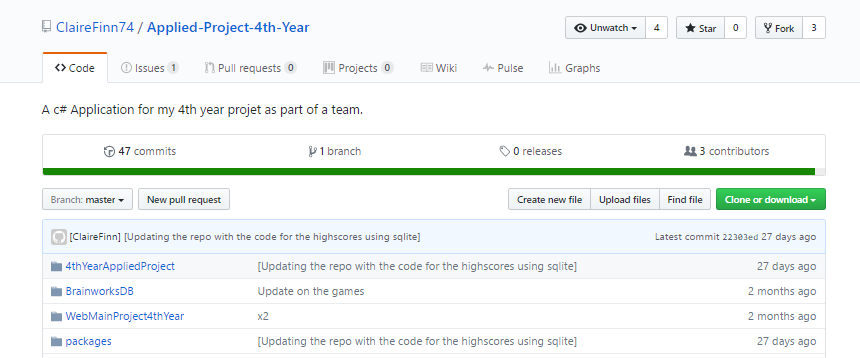 ClaireFinn74 / Applied-Project-4th-Year
Unwatch 4 Star 0 Fork 3
Code Issues 1 Pull requests 0 Projects 0 Wiki Pulse Graphs
A c# Application for my 4th year projet as part of a team.
47 commits 1 branch 0 releases 3 contributors
Branch: master New pull request Create new file Upload files Find file Clone or download
[ClaireFinn] [Updating the repo with the code for the highscores using sqlite] Latest commit 22303ed 27 days ago
4thYearAppliedProject [Updating the repo with the code for the highscores using sqlite] 27 days ago
BrainworksDB Update on the games 2 months ago
WebMainProject4thYear x2 2 months ago
packages [Updating the repo with the code for the highscores using sqlite] 27 days ago